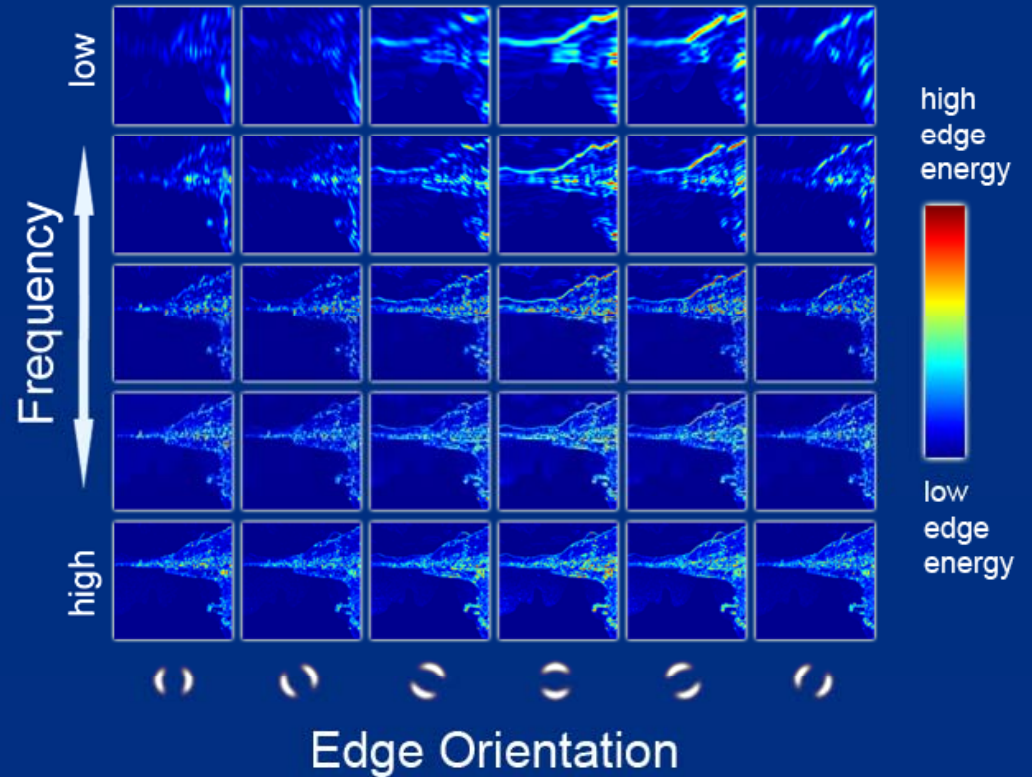 low
Frequency
high
high
edge
energy
low
edge
energy
Edge Orientation